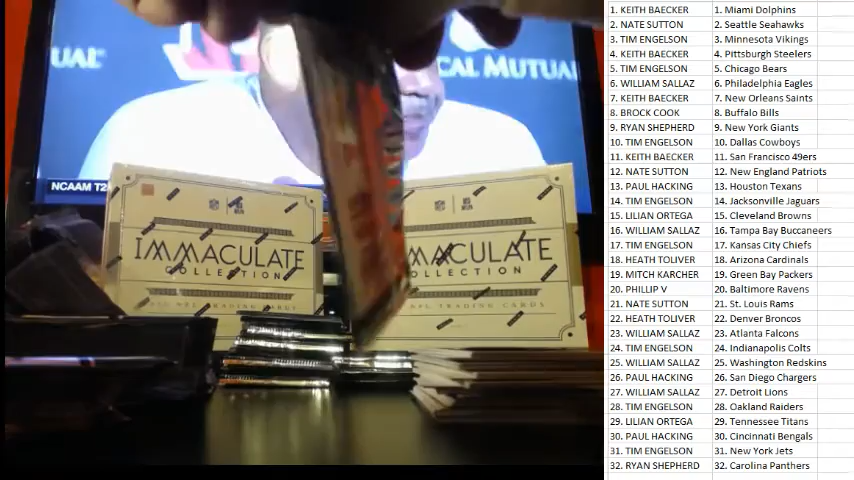 UAL
CAL MUTUAL
NCAAM T2
IMMACULATE
COLLECTION
IMMACULATE
COLLECTION
NFL TRADING CARDS
1. KEITH BAECKER 1. Miami Dolphins
2. NATE SUTTON 2. Seattle Seahawks
3. TIM ENGELSON 3. Minnesota Vikings
4. KEITH BAECKER 4. Pittsburgh Steelers
5. TIM ENGELSON 5. Chicago Bears
6. WILLIAM SALLAZ 6. Philadelphia Eagles
7. KEITH BAECKER 7. New Orleans Saints
8. BROCK COOK 8. Buffalo Bills
9. RYAN SHEPHERD 9. New York Giants
10. TIM ENGELSON 10. Dallas Cowboys
11. KEITH BAECKER 11. San Francisco 49ers
12. NATE SUTTON 12. New England Patriots
13. PAUL HACKING 13. Houston Texans
14. TIM ENGELSON 14. Jacksonville Jaguars
15. LILIAN ORTEGA 15. Cleveland Browns
16. WILLIAM SALLAZ 16. Tampa Bay Buccaneers
17. TIM ENGELSON 17. Kansas City Chiefs
18. HEATH TOLIVER 18. Arizona Cardinals
19. MITCH KARCHER 19. Green Bay Packers
20. PHILLIP V 20. Baltimore Ravens
21. NATE SUTTON 21. St. Louis Rams
22. HEATH TOLIVER 22. Denver Broncos
23. WILLIAM SALLAZ 23. Atlanta Falcons
24. TIM ENGELSON 24. Indianapolis Colts
25. WILLIAM SALLAZ 25. Washington Redskins
26. PAUL HACKING 26. San Diego Chargers
27. WILLIAM SALLAZ 27. Detroit Lions
28. TIM ENGELSON 28. Oakland Raiders
29. LILIAN ORTEGA 29. Tennessee Titans
30. PAUL HACKING 30. Cincinnati Bengals
31. TIM ENGELSON 31. New York Jets
32. RYAN SHEPHERD 32. Carolina Panthers